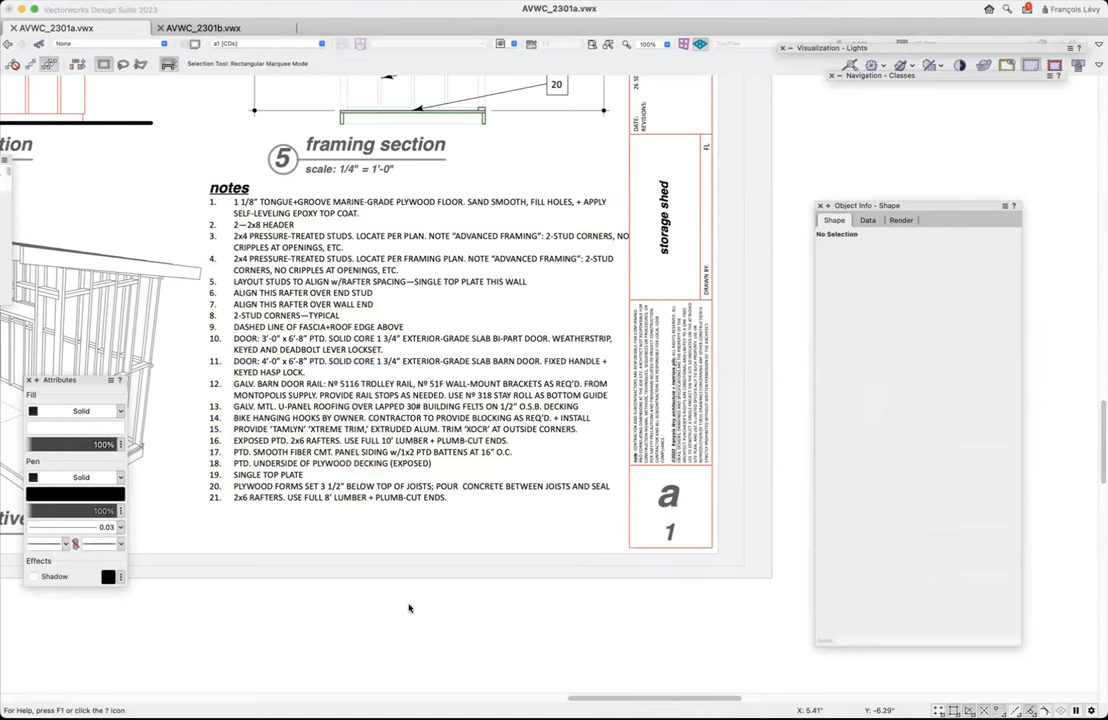 Vectorworks Design Suite 2023
AVWC_2301a.vwx
François Lévy
AVWC_2301a.vwx
AVWC_2301b.vwx
None
a1 [CDs]
100%
Visualization - Lights
Selection Tool: Rectangular Marquee Mode
Navigation - Classes
20
26 SE
DATE:
REVISIONS:
tion
5
framing section
scale: 1/4" = 1'-0"
FL
DRAWN BY:
storage shed
notes
1. 1 1/8” TONGUE+GROOVE MARINE-GRADE PLYWOOD FLOOR. SAND SMOOTH, FILL HOLES, + APPLY
SELF-LEVELING EPOXY TOP COAT.
2. 2—2x8 HEADER
3. 2x4 PRESSURE-TREATED STUDS. LOCATE PER PLAN. NOTE “ADVANCED FRAMING”: 2-STUD CORNERS, NO
CRIPPLES AT OPENINGS, ETC.
4. 2x4 PRESSURE-TREATED STUDS. LOCATE PER FRAMING PLAN. NOTE “ADVANCED FRAMING”: 2-STUD
CORNERS, NO CRIPPLES AT OPENINGS, ETC.
5. LAYOUT STUDS TO ALIGN w/RAFTER SPACING—SINGLE TOP PLATE THIS WALL
6. ALIGN THIS RAFTER OVER END STUD
7. ALIGN THIS RAFTER OVER WALL END
8. 2-STUD CORNERS—TYPICAL
9. DASHED LINE OF FASCIA+ROOF EDGE ABOVE
10. DOOR: 3’-0” x 6’-8” PTD. SOLID CORE 1 3/4” EXTERIOR-GRADE SLAB BI-PART DOOR. WEATHERSTRIP,
KEYED AND DEADBOLT LEVER LOCKSET.
11. DOOR: 4’-0” x 6’-8” PTD. SOLID CORE 1 3/4” EXTERIOR-GRADE SLAB BARN DOOR. FIXED HANDLE +
KEYED HASP LOCK.
12. GALV. BARN DOOR RAIL: Nº 5116 TROLLEY RAIL, Nº 51F WALL-MOUNT BRACKETS AS REQ’D. FROM
MONTOPOLIS SUPPLY. PROVIDE RAIL STOPS AS NEEDED. USE Nº 318 STAY ROLL AS BOTTOM GUIDE
13. GALV. MTL. U-PANEL ROOFING OVER LAPPED 30# BUILDING FELTS ON 1/2” O.S.B. DECKING
14. BIKE HANGING HOOKS BY OWNER. CONTRACTOR TO PROVIDE BLOCKING AS REQ’D. + INSTALL
15. PROVIDE ‘TAMLYN’ ‘XTREME TRIM,’ EXTRUDED ALUM. TRIM ‘XOCR’ AT OUTSIDE CORNERS.
16. EXPOSED PTD. 2x6 RAFTERS. USE FULL 10’ LUMBER + PLUMB-CUT ENDS.
17. PTD. SMOOTH FIBER CMT. PANEL SIDING w/1x2 PTD BATTENS AT 16” O.C.
18. PTD. UNDERSIDE OF PLYWOOD DECKING (EXPOSED)
19. SINGLE TOP PLATE
20. PLYWOOD FORMS SET 3 1/2” BELOW TOP OF JOISTS; POUR CONCRETE BETWEEN JOISTS AND SEAL
21. 2x6 RAFTERS. USE FULL 8’ LUMBER + PLUMB-CUT ENDS.
a
1
tive
Attributes
Fill
Solid
100%
Pen
Solid
100%
0.03
Effects
Shadow
Object Info - Shape
Shape
Data
Render
No Selection
For Help, press F1 or click the ? icon
X: 5.41"
Y: -6.29"